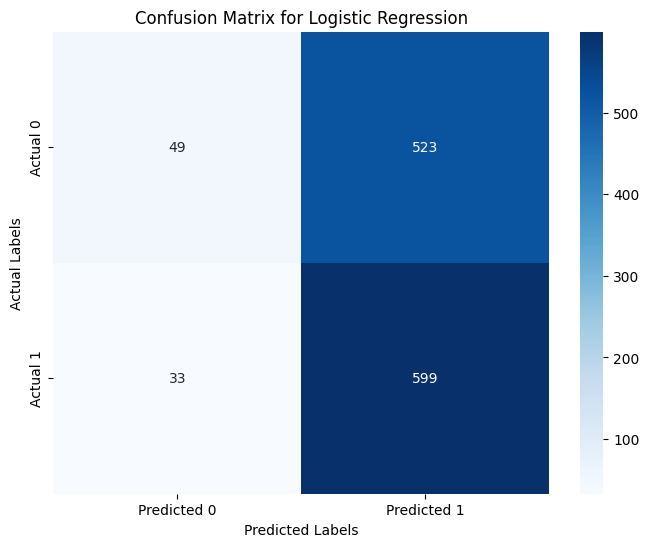 Confusion Matrix for Logistic Regression
Actual Labels
Actual 0
49
523
Actual 1
33
599
Predicted 0
Predicted 1
Predicted Labels
500
400
300
200
100